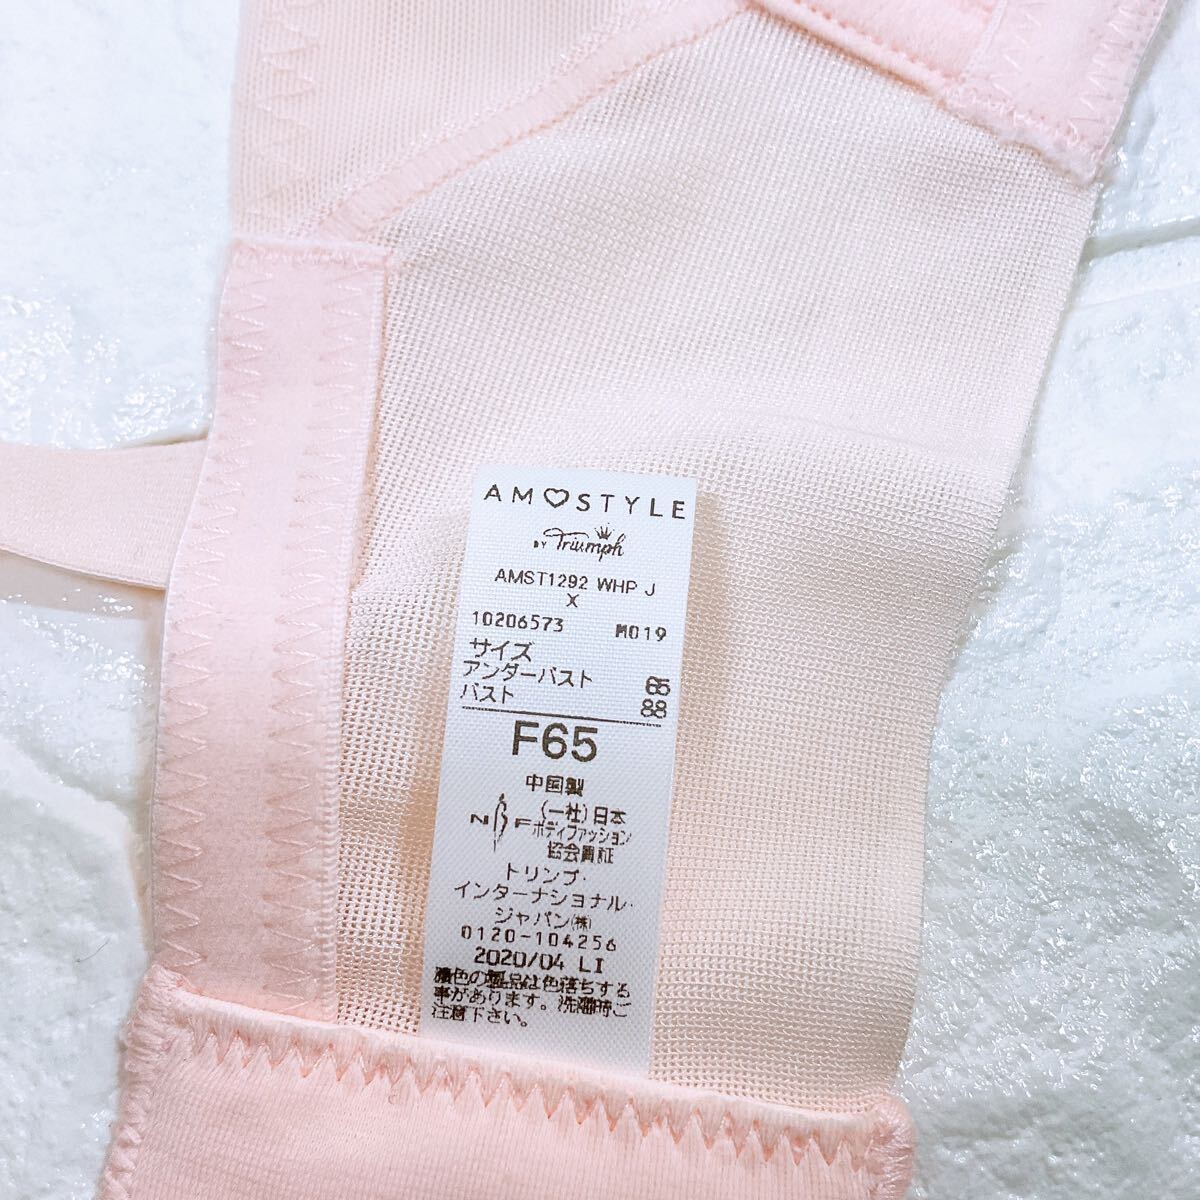 AM♡STYLE
BY Triumph
AMST1292 WHP J
X
10206573 M019
サイズ
アンダーバスト 65
バスト 88
F65
中国製
NBF (一社)日本
ボディファッション
協会員証
トリンプ・
インターナショナル・
ジャパン(株)
0120-104256
2020/04 LI
濃色の製品は色落ちする
事があります。洗濯時ご
注意下さい。